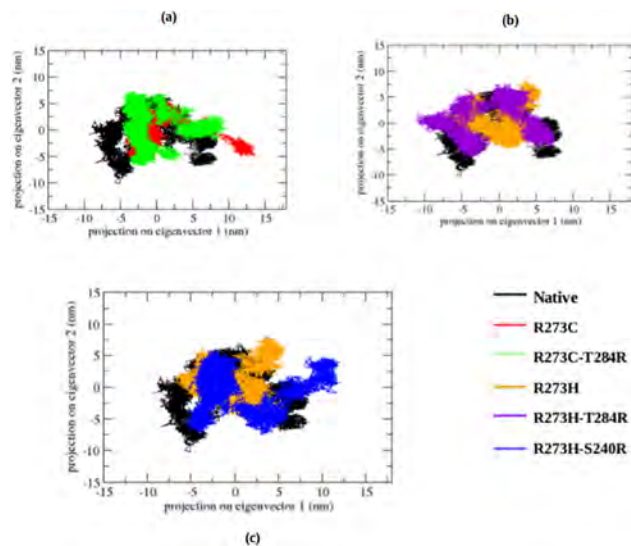 (a)
(b)
projection on eigenvector 2 (nm)
15
10
5
0
-5
-10
-15
-15 -10 -5 0 5 10 15
projection on eigenvector 1 (nm)
projection on eigenvector 2 (nm)
15
10
5
0
-5
-10
-15
-15 -10 -5 0 5 10 15
projection on eigenvector 1 (nm)
projection on eigenvector 2 (nm)
15
10
5
0
-5
-10
-15
-15 -10 -5 0 5 10 15
projection on eigenvector 1 (nm)
(c)
Native
R273C
R273C-T284R
R273H
R273H-T284R
R273H-S240R